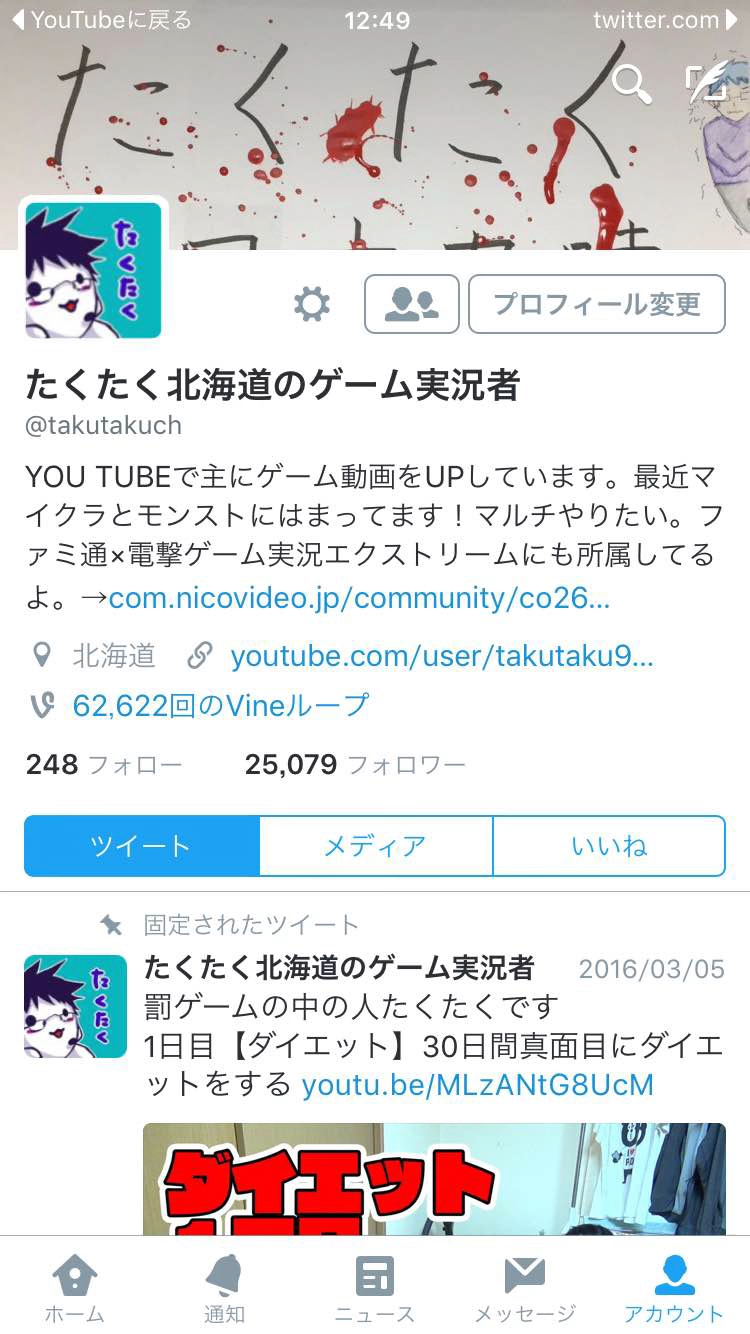 YouTubeに戻る 12:49 twitter.com
たくたく
たくたく
プロフィール変更
たくたく北海道のゲーム実況者
@takutakuch
YOU TUBEで主にゲーム動画をUPしています。最近マ
イクラとモンストにはまってます！マルチやりたい。フ
ァミ通×電撃ゲーム実況エクストリームにも所属してる
よ。→com.nicovideo.jp/community/co26...
北海道 youtube.com/user/takutaku9...
62,622回のVineループ
248 フォロー 25,079 フォロワー
ツイート メディア いいね
固定されたツイート
たくたく北海道のゲーム実況者 2016/03/05
たくたく
罰ゲームの中の人たくたくです
1日目【ダイエット】30日間真面目にダイエ
ットをする youtu.be/MLzANtG8UcM
ダイエット
ホーム 通知 ニュース メッセージ アカウント